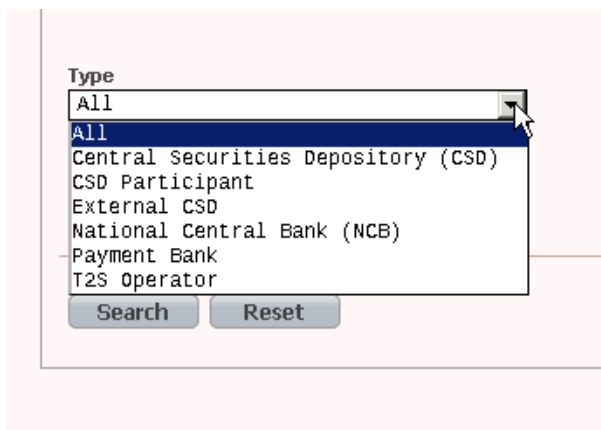 Type
All
All
Central Securities Depository (CSD)
CSD Participant
External CSD
National Central Bank (NCB)
Payment Bank
T2S Operator
Search Reset